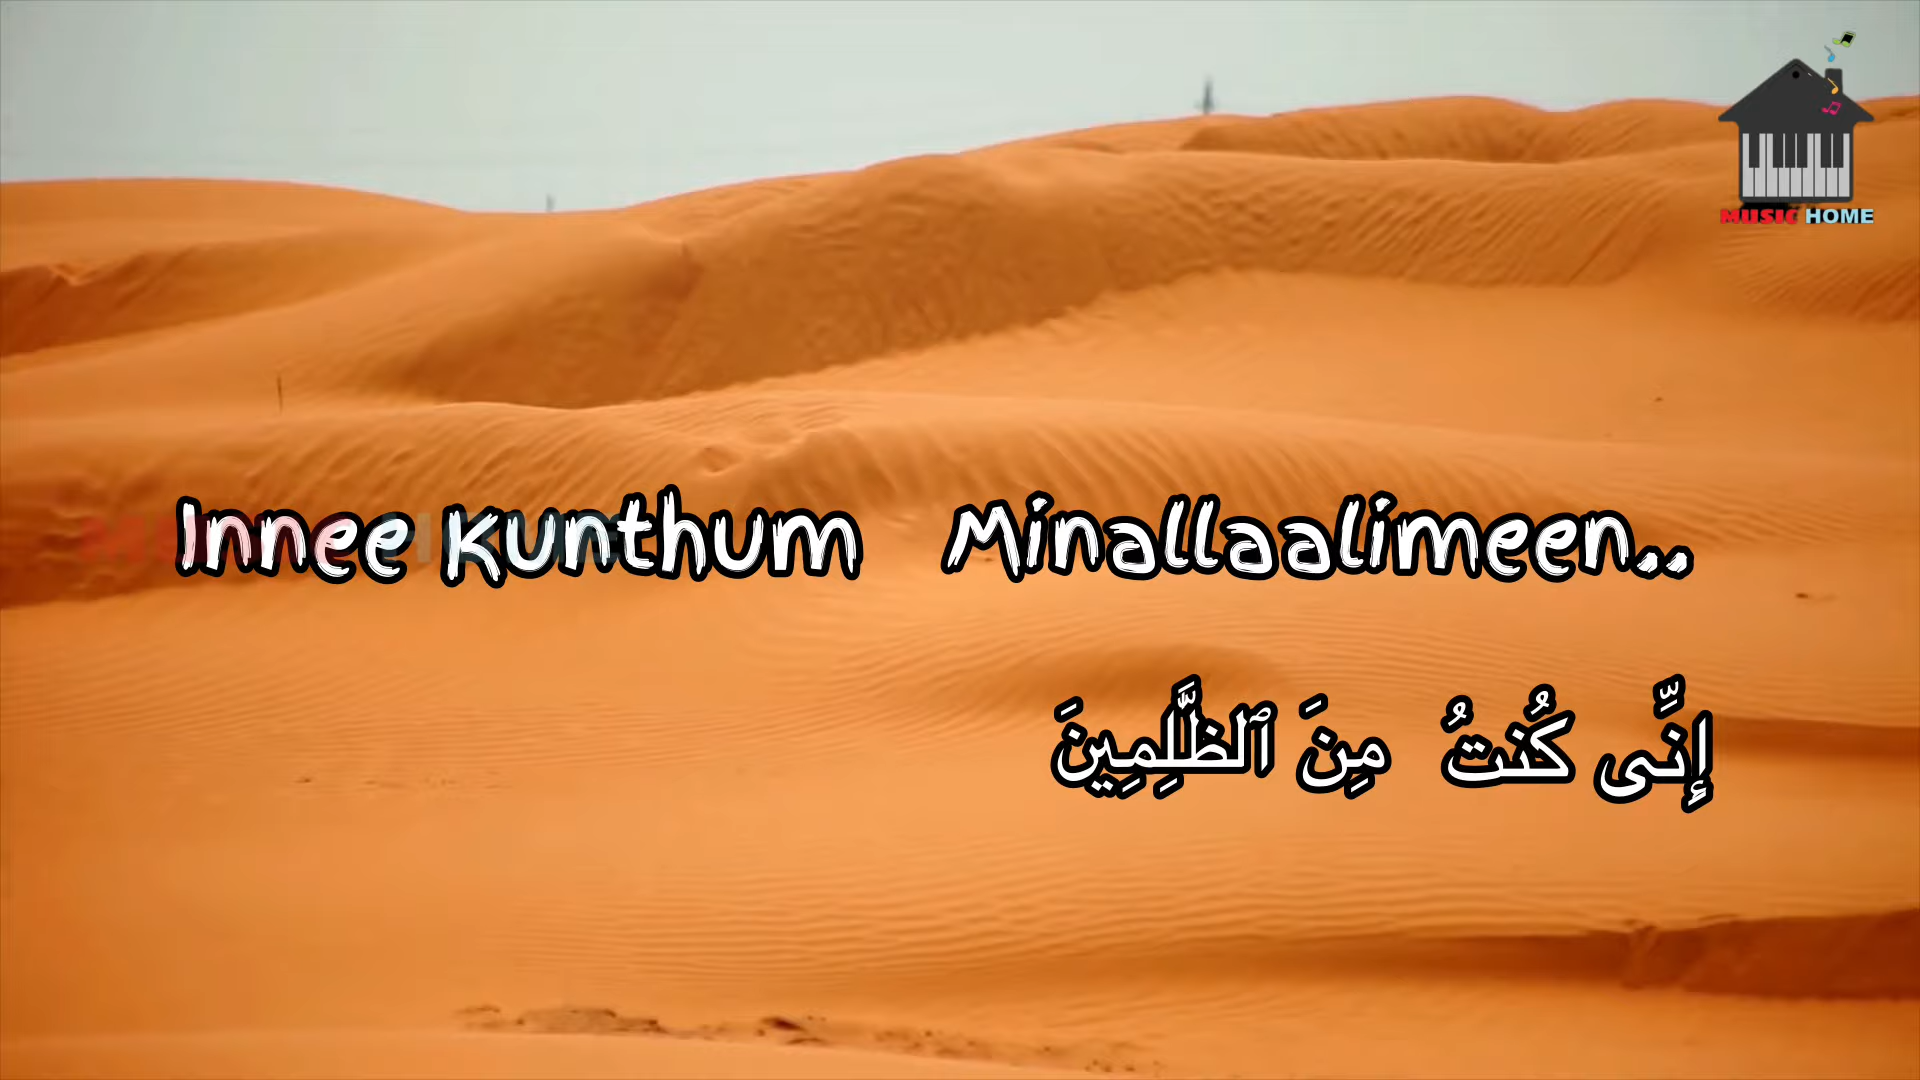 MUSIC HOME
Innee Kunthum Minallaalimeen..
إِنِّى كُنتُ مِنَ ٱلظَّٰلِمِينَ